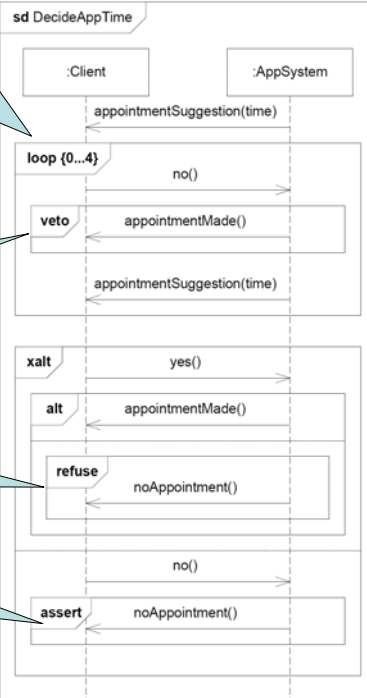 sd DecideAppTime
:Client
:AppSystem
appointmentSuggestion(time)
loop {0...4}
no()
veto
appointmentMade()
appointmentSuggestion(time)
xalt
yes()
alt
appointmentMade()
refuse
noAppointment()
no()
assert
noAppointment()